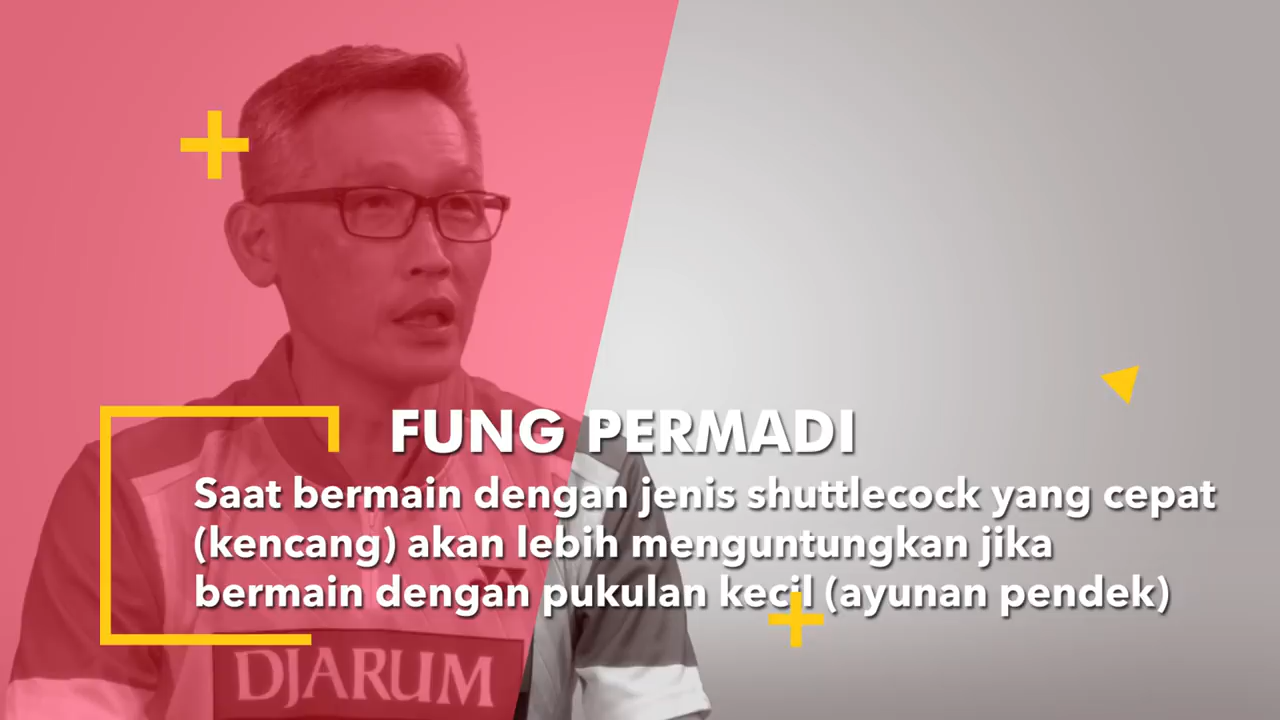 FUNG PERMADI
Saat bermain dengan jenis shuttlecock yang cepat
(kencang) akan lebih menguntungkan jika
bermain dengan pukulan kecil (ayunan pendek)
DJARUM